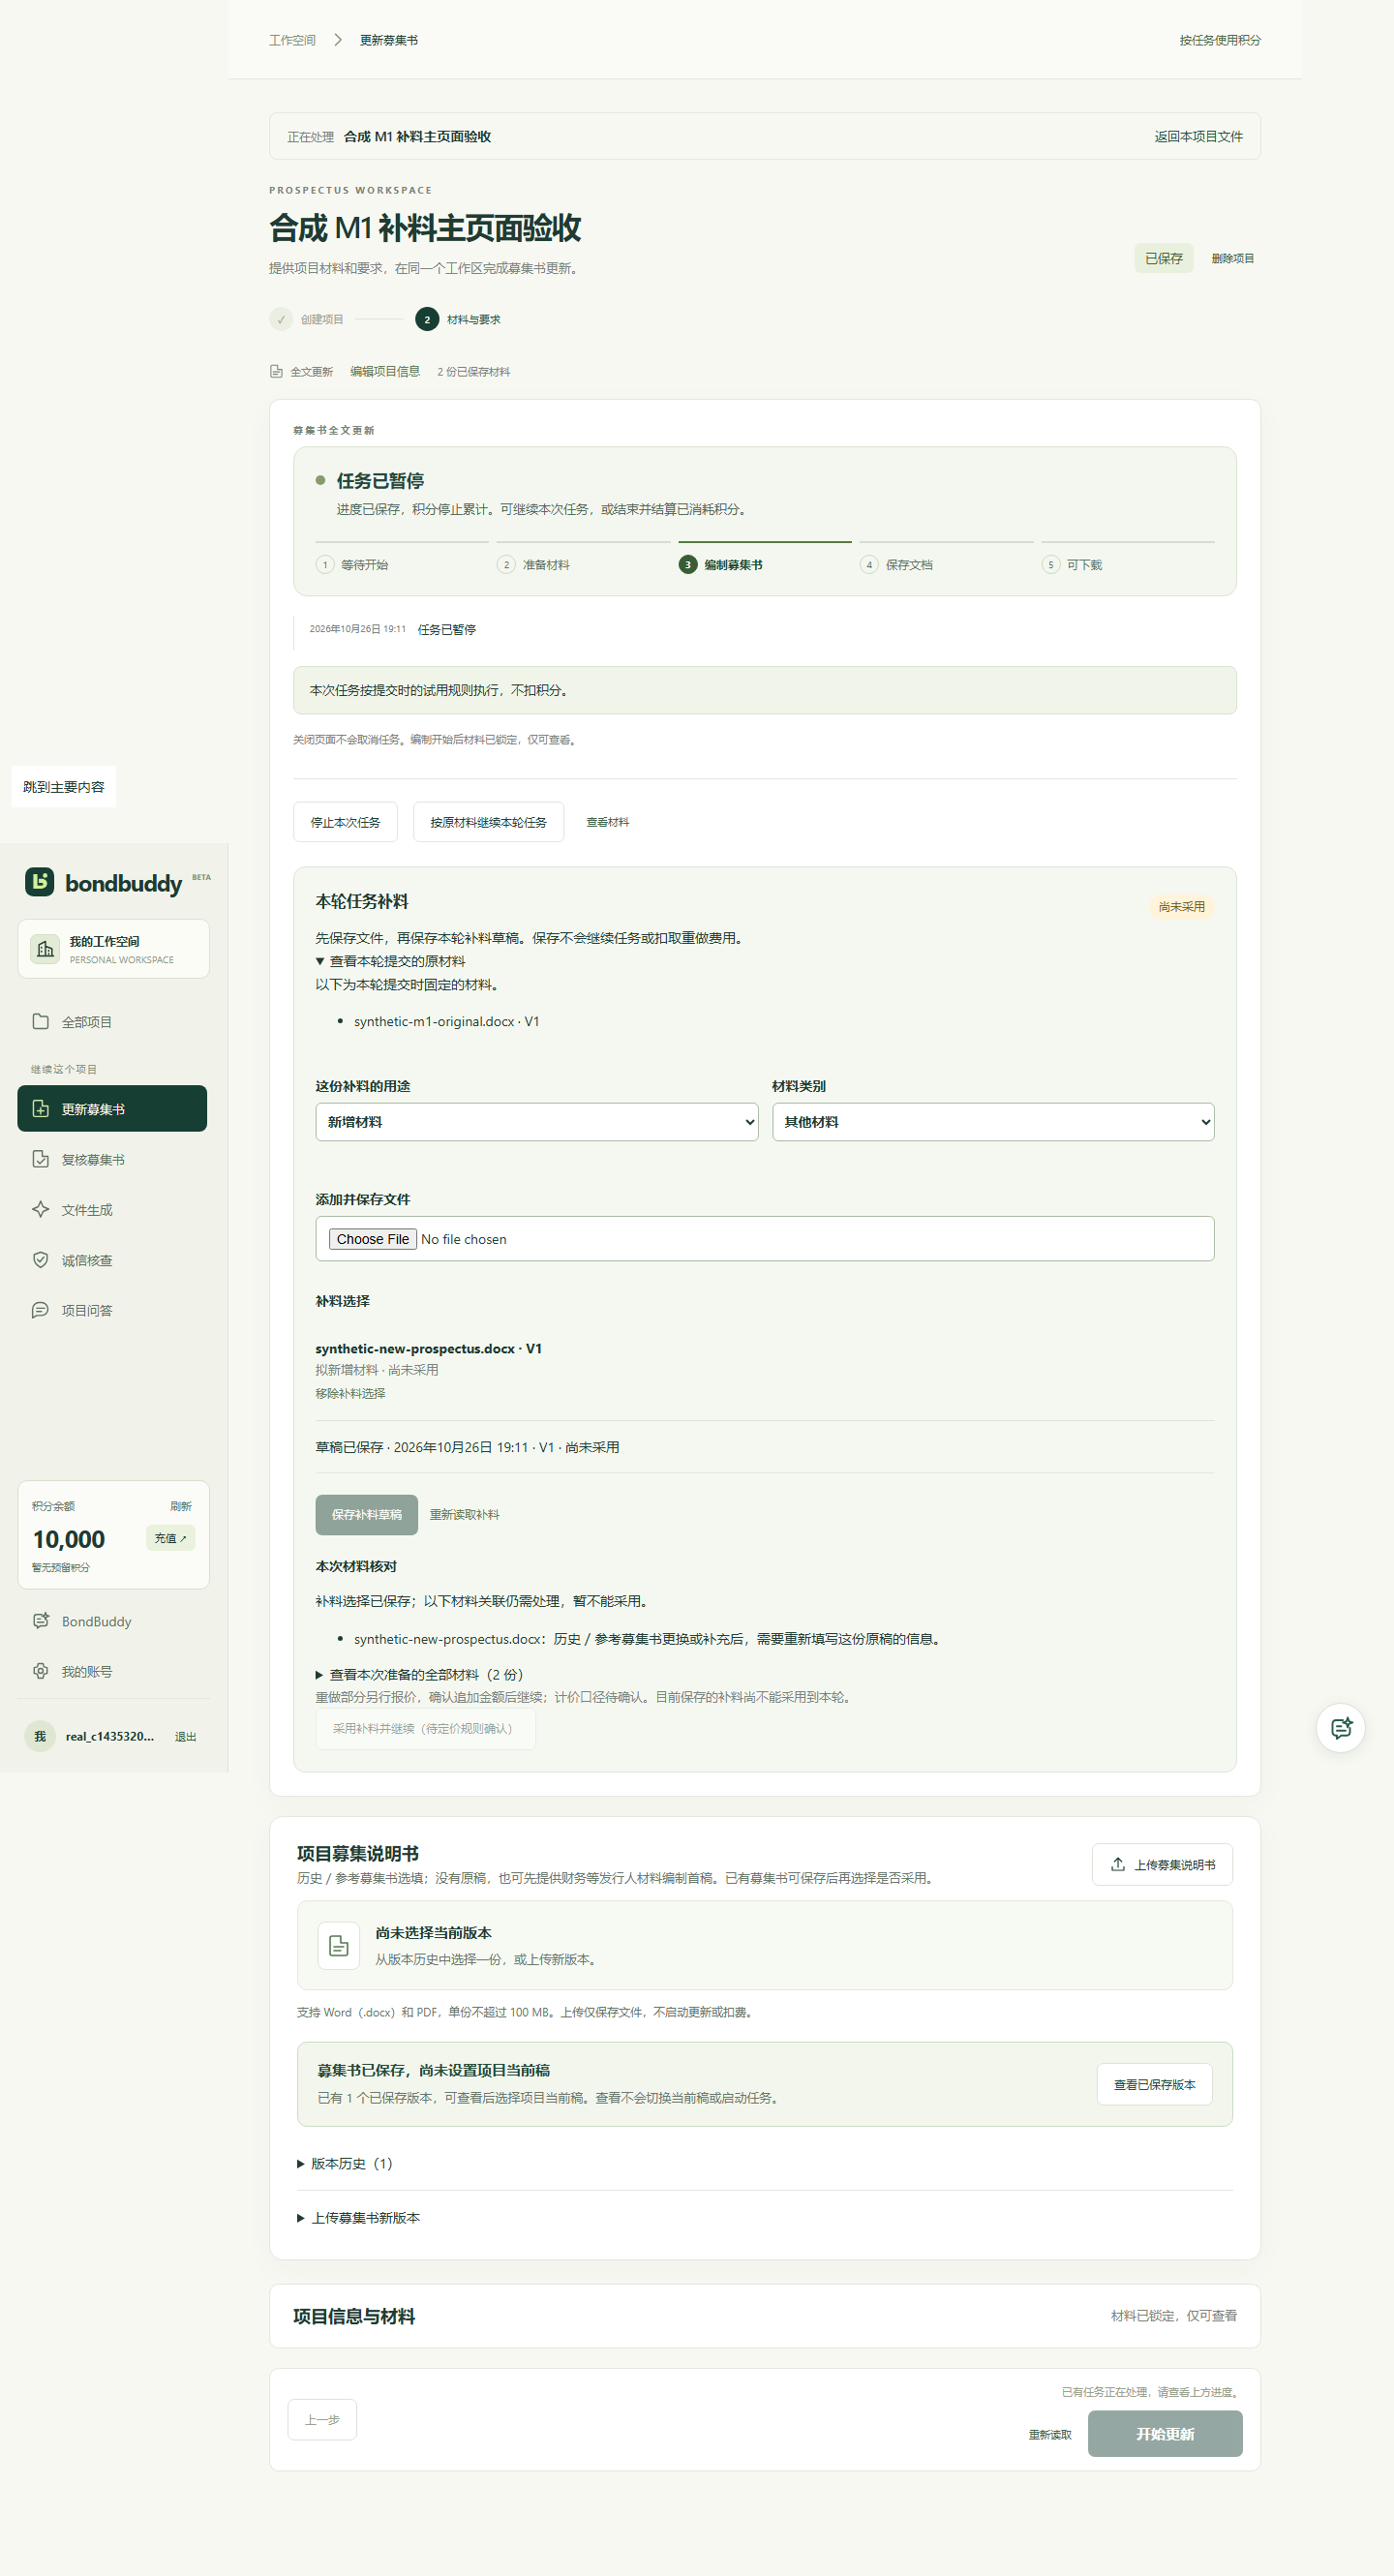 工作空间
更新募集书
按任务使用积分
正在处理 合成 M1 补料主页面验收
返回本项目文件
PROSPECTUS WORKSPACE
合成 M1 补料主页面验收
提供项目材料和要求，在同一个工作区完成募集书更新。
已保存
删除项目
✓ 创建项目
2 材料与要求
全文更新
编辑项目信息
2 份已保存材料
募集书全文更新
任务已暂停
进度已保存，积分停止累计。可继续本次任务，或结束并结算已消耗积分。
1 等待开始
2 准备材料
3 编制募集书
4 保存文档
5 可下载
2026年10月26日 19:11 任务已暂停
本次任务按提交时的试用规则执行，不扣积分。
关闭页面不会取消任务。编制开始后材料已锁定，仅可查看。
停止本次任务
按原材料继续本轮任务
查看材料
跳到主要内容
bondbuddy BETA
我的工作空间
PERSONAL WORKSPACE
全部项目
继续这个项目
更新募集书
复核募集书
文件生成
诚信核查
项目问答
积分余额
刷新
10,000
充值 ↗
暂无预留积分
BondBuddy
我的账号
我 real_c1435320...
退出
本轮任务补料
尚未采用
先保存文件，再保存本轮补料草稿。保存不会继续任务或扣取重做费用。
▼ 查看本轮提交的原材料
以下为本轮提交时固定的材料。
• synthetic-m1-original.docx · V1
这份补料的用途
新增材料
材料类别
其他材料
添加并保存文件
Choose File No file chosen
补料选择
synthetic-new-prospectus.docx · V1
拟新增材料 · 尚未采用
移除补料选择
草稿已保存 · 2026年10月26日 19:11 · V1 · 尚未采用
保存补料草稿
重新读取补料
本次材料核对
补料选择已保存；以下材料关联仍需处理，暂不能采用。
• synthetic-new-prospectus.docx：历史 / 参考募集书更换或补充后，需要重新填写这份原稿的信息。
▶ 查看本次准备的全部材料（2 份）
重做部分另行报价，确认追加金额后继续；计价口径待确认。目前保存的补料尚不能采用到本轮。
采用补料并继续（待定价规则确认）
项目募集说明书
历史 / 参考募集书选填；没有原稿，也可先提供财务等发行人材料编制首稿。已有募集书可保存后再选择是否采用。
上传募集说明书
尚未选择当前版本
从版本历史中选择一份，或上传新版本。
支持 Word（.docx）和 PDF，单份不超过 100 MB。上传仅保存文件，不启动更新或扣费。
募集书已保存，尚未设置项目当前稿
已有 1 个已保存版本，可查看后选择项目当前稿。查看不会切换当前稿或启动任务。
查看已保存版本
▶ 版本历史（1）
▶ 上传募集书新版本
项目信息与材料
材料已锁定，仅可查看
上一步
已有任务正在处理，请查看上方进度。
重新读取
开始更新